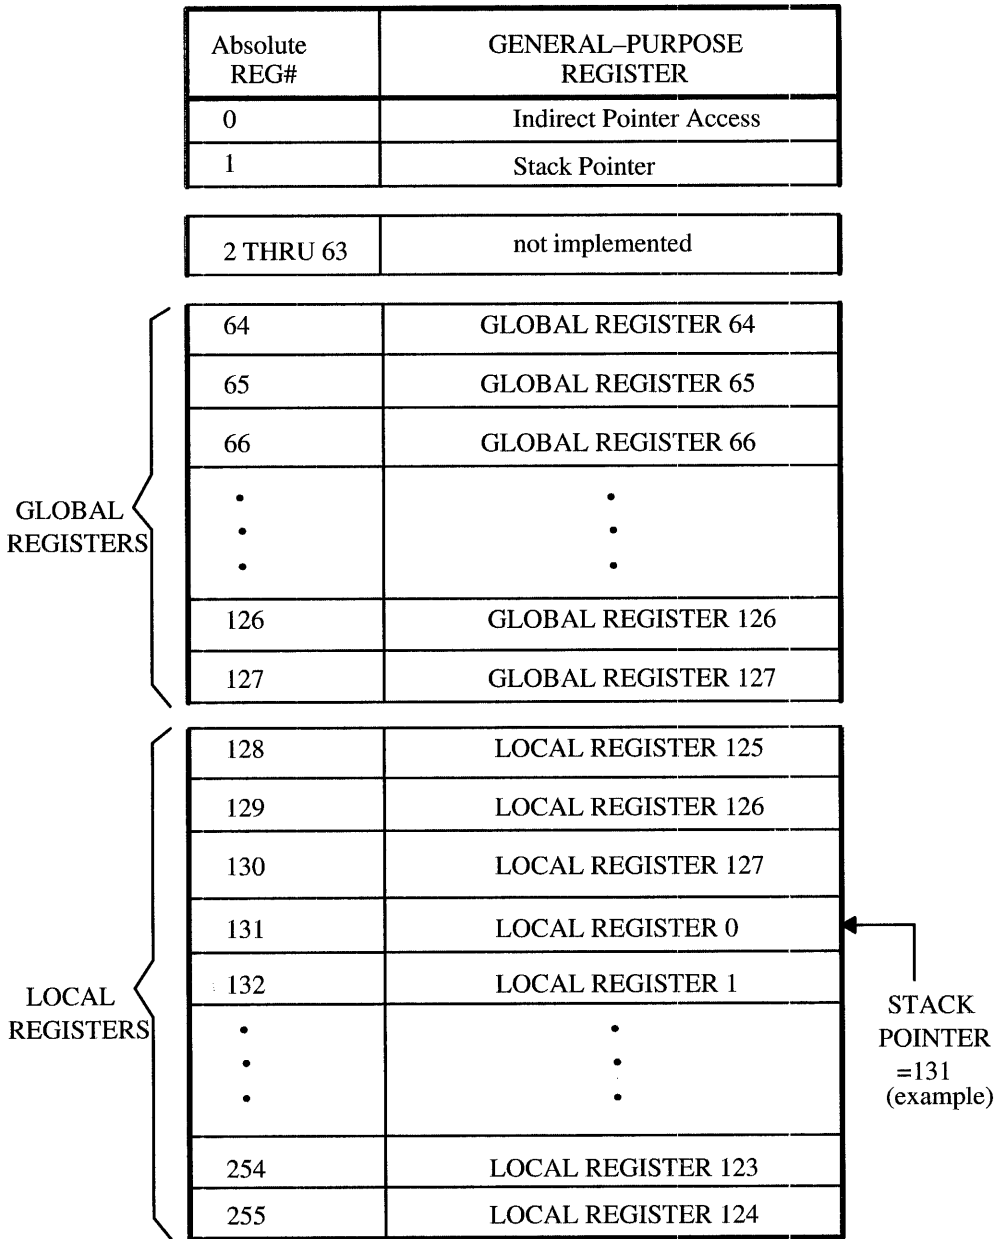 Absolute REG# GENERAL–PURPOSE REGISTER
0 Indirect Pointer Access
1 Stack Pointer
2 THRU 63 not implemented
GLOBAL REGISTERS
64 GLOBAL REGISTER 64
65 GLOBAL REGISTER 65
66 GLOBAL REGISTER 66
126 GLOBAL REGISTER 126
127 GLOBAL REGISTER 127
LOCAL REGISTERS
128 LOCAL REGISTER 125
129 LOCAL REGISTER 126
130 LOCAL REGISTER 127
131 LOCAL REGISTER 0
132 LOCAL REGISTER 1
254 LOCAL REGISTER 123
255 LOCAL REGISTER 124
STACK
POINTER
=131
(example)